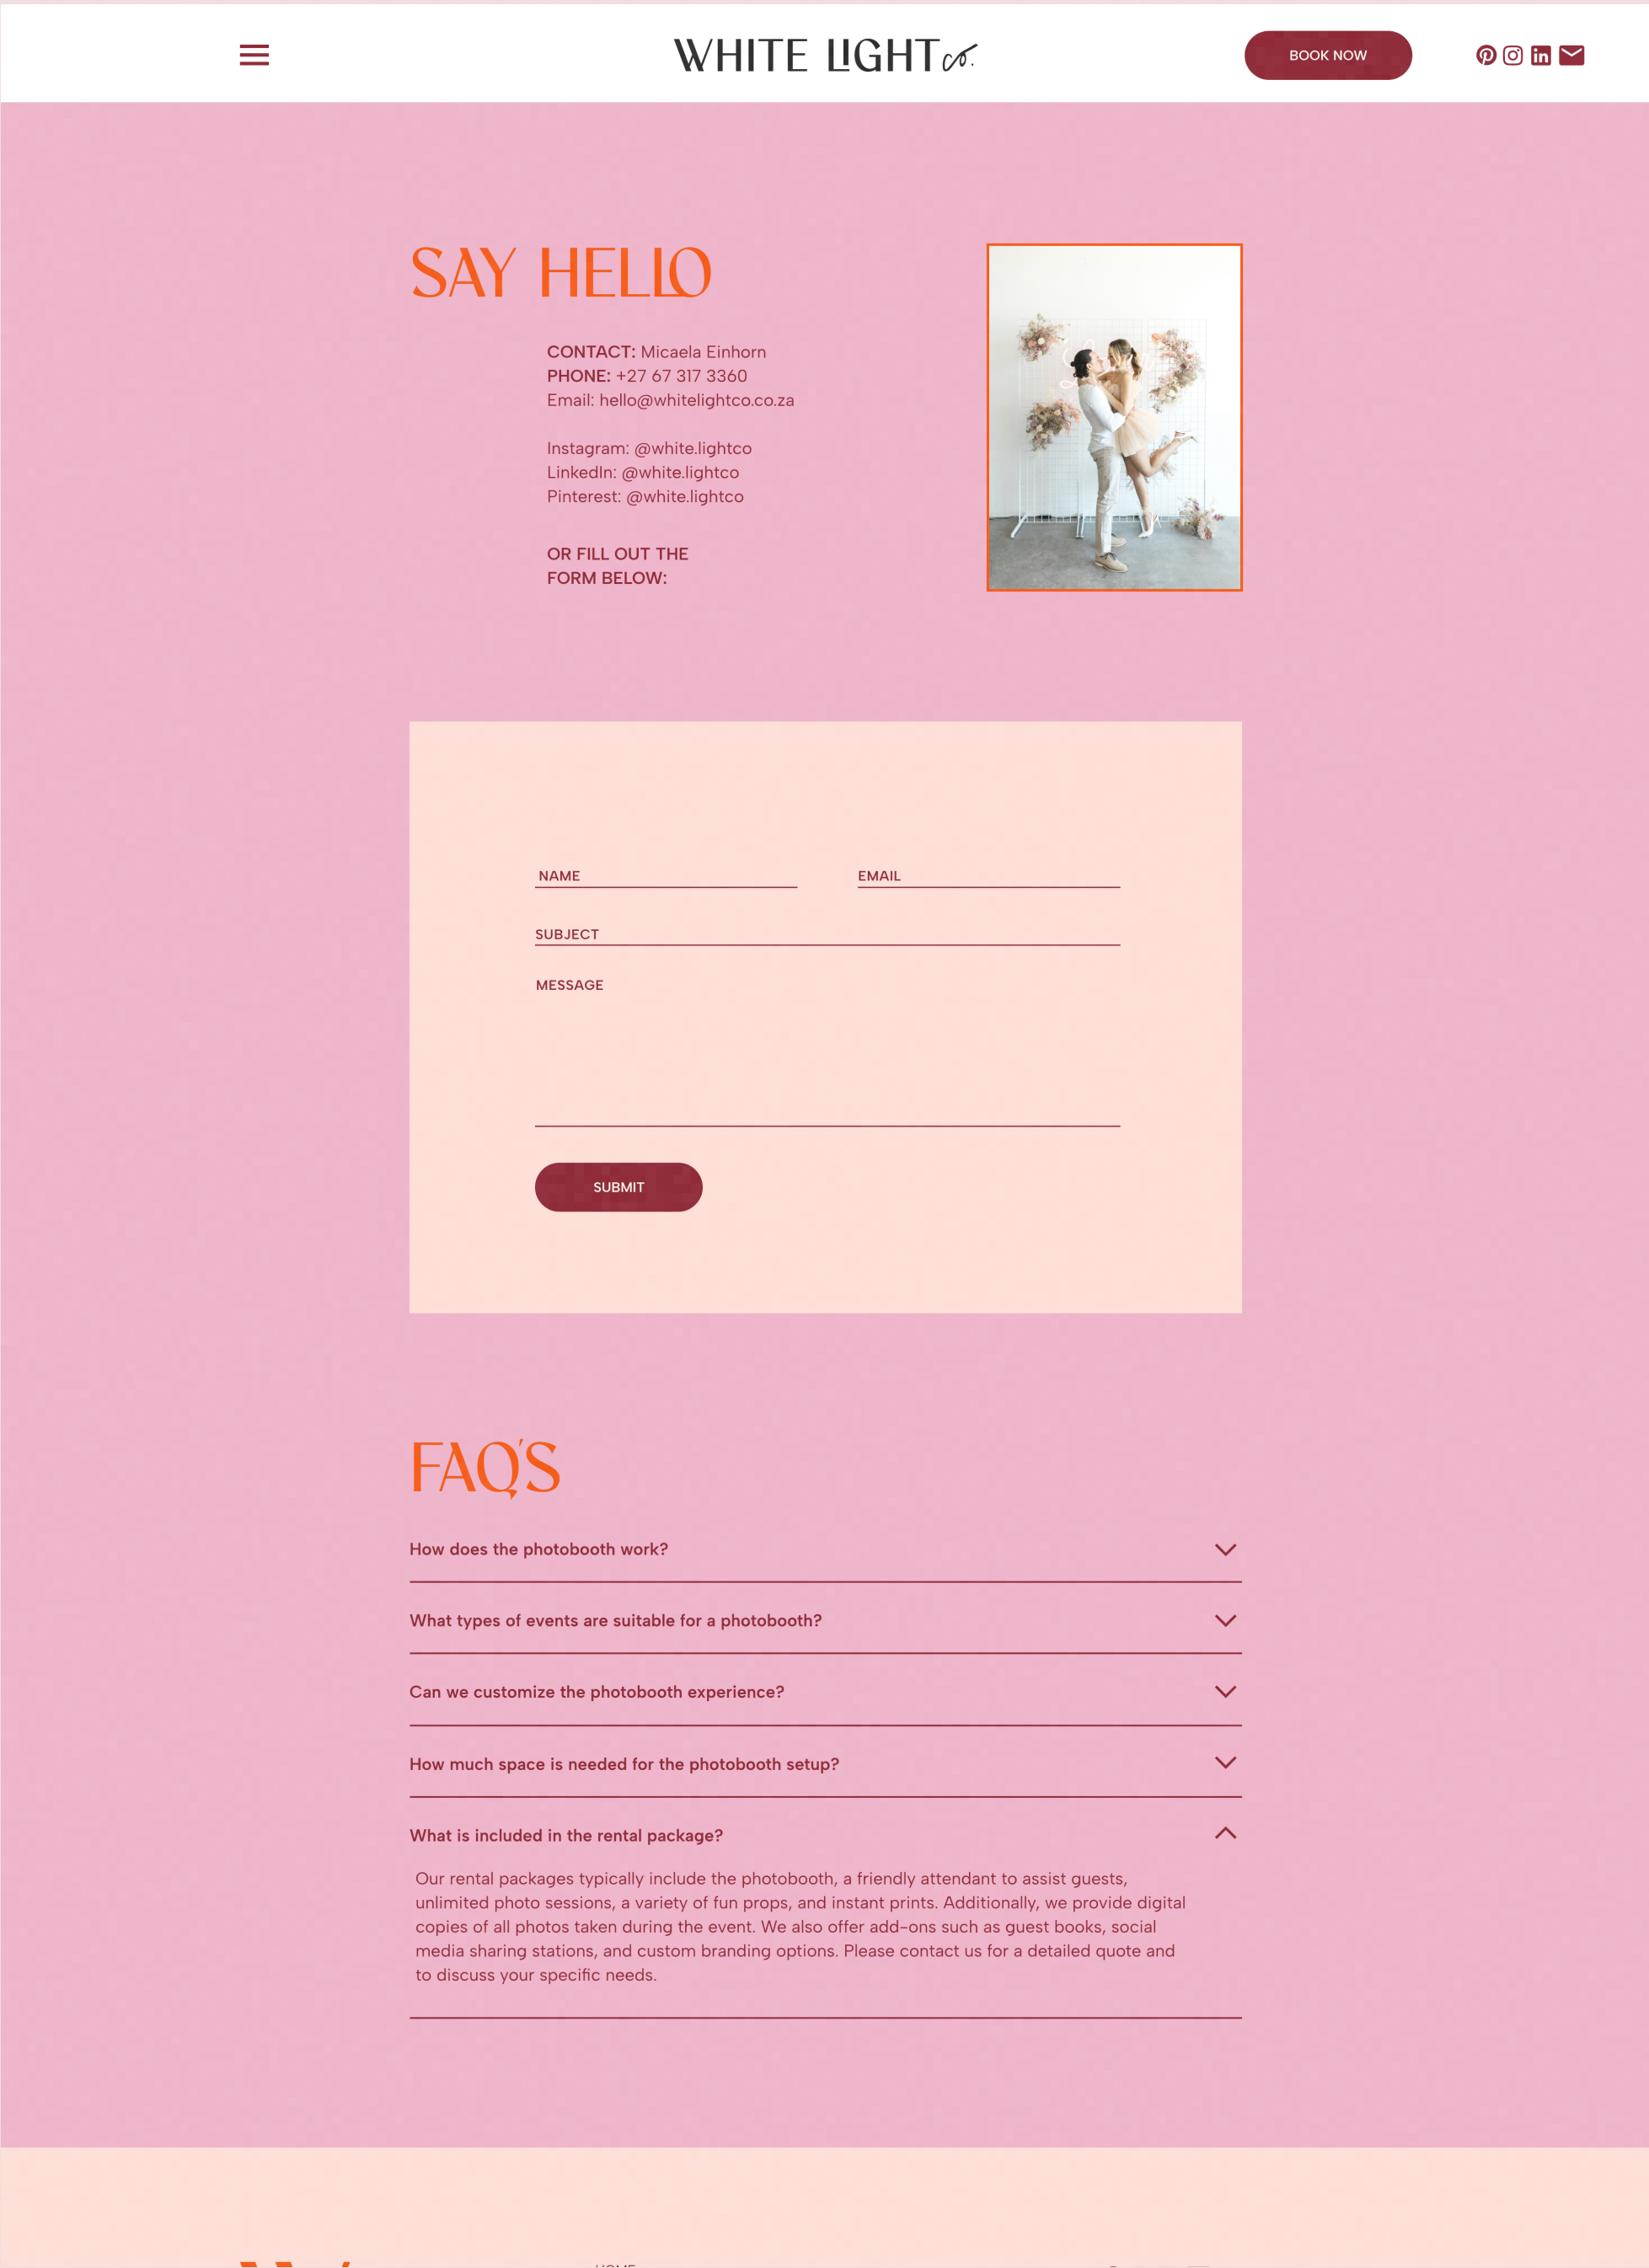 WHITE LIGHT co.
BOOK NOW
SAY HELLO
CONTACT: Micaela Einhorn
PHONE: +27 67 317 3360
Email: hello@whitelightco.co.za
Instagram: @white.lightco
LinkedIn: @white.lightco
Pinterest: @white.lightco
OR FILL OUT THE
FORM BELOW:
NAME
EMAIL
SUBJECT
MESSAGE
SUBMIT
FAQ'S
How does the photobooth work?
What types of events are suitable for a photobooth?
Can we customize the photobooth experience?
How much space is needed for the photobooth setup?
What is included in the rental package?
Our rental packages typically include the photobooth, a friendly attendant to assist guests,
unlimited photo sessions, a variety of fun props, and instant prints. Additionally, we provide digital
copies of all photos taken during the event. We also offer add-ons such as guest books, social
media sharing stations, and custom branding options. Please contact us for a detailed quote and
to discuss your specific needs.